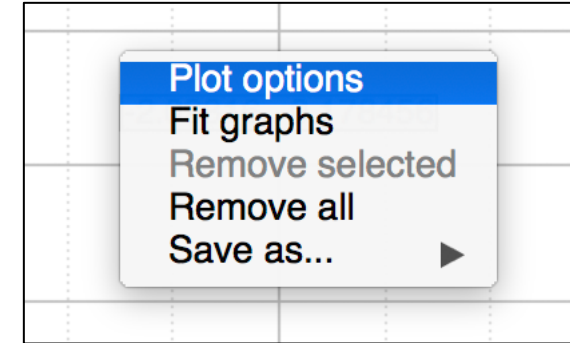 Plot options
Fit graphs
Remove selected
Remove all
Save as...